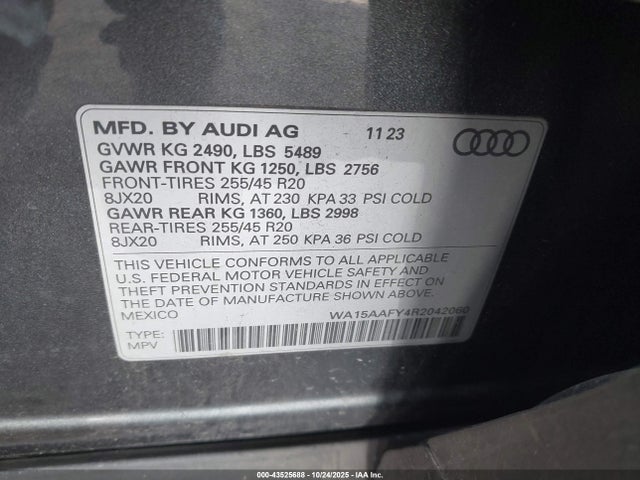 MFD. BY AUDI AG 11 23
GVWR KG 2490, LBS 5489
GAWR FRONT KG 1250, LBS 2756
FRONT-TIRES 255/45 R20
8JX20 RIMS, AT 230 KPA 33 PSI COLD
GAWR REAR KG 1360, LBS 2998
REAR-TIRES 255/45 R20
8JX20 RIMS, AT 250 KPA 36 PSI COLD
THIS VEHICLE CONFORMS TO ALL APPLICABLE
U.S. FEDERAL MOTOR VEHICLE SAFETY AND
THEFT PREVENTION STANDARDS IN EFFECT ON
THE DATE OF MANUFACTURE SHOWN ABOVE.
MEXICO WA15AAFY4R2042060
TYPE:
MPV
000-43525688 10/24/2025 IAAI.COM